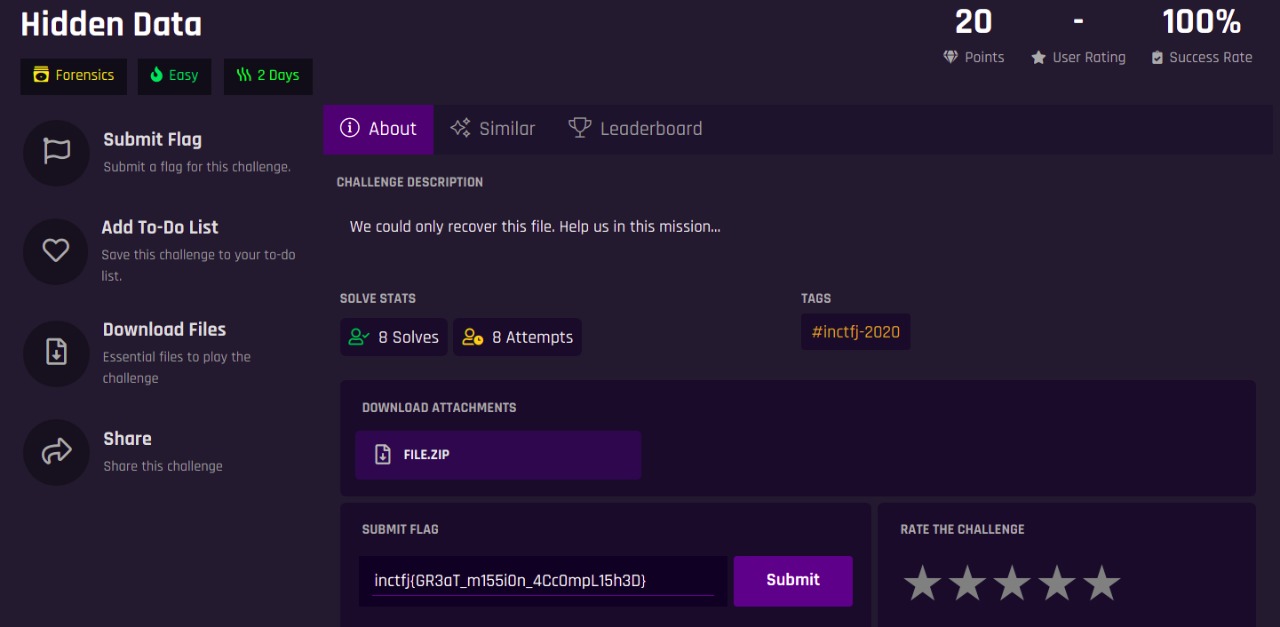 Hidden Data
20
-
100%
Points
User Rating
Success Rate
Forensics
Easy
2 Days
Submit Flag
Submit a flag for this challenge.
Add To-Do List
Save this challenge to your to-do
list.
Download Files
Essential files to play the
challenge
Share
Share this challenge
About
Similar
Leaderboard
CHALLENGE DESCRIPTION
We could only recover this file. Help us in this mission...
SOLVE STATS
8 Solves
8 Attempts
TAGS
#inctfj-2020
DOWNLOAD ATTACHMENTS
FILE.ZIP
SUBMIT FLAG
inctfj{GR3aT_m155i0n_4Cc0mpL15h3D}
Submit
RATE THE CHALLENGE